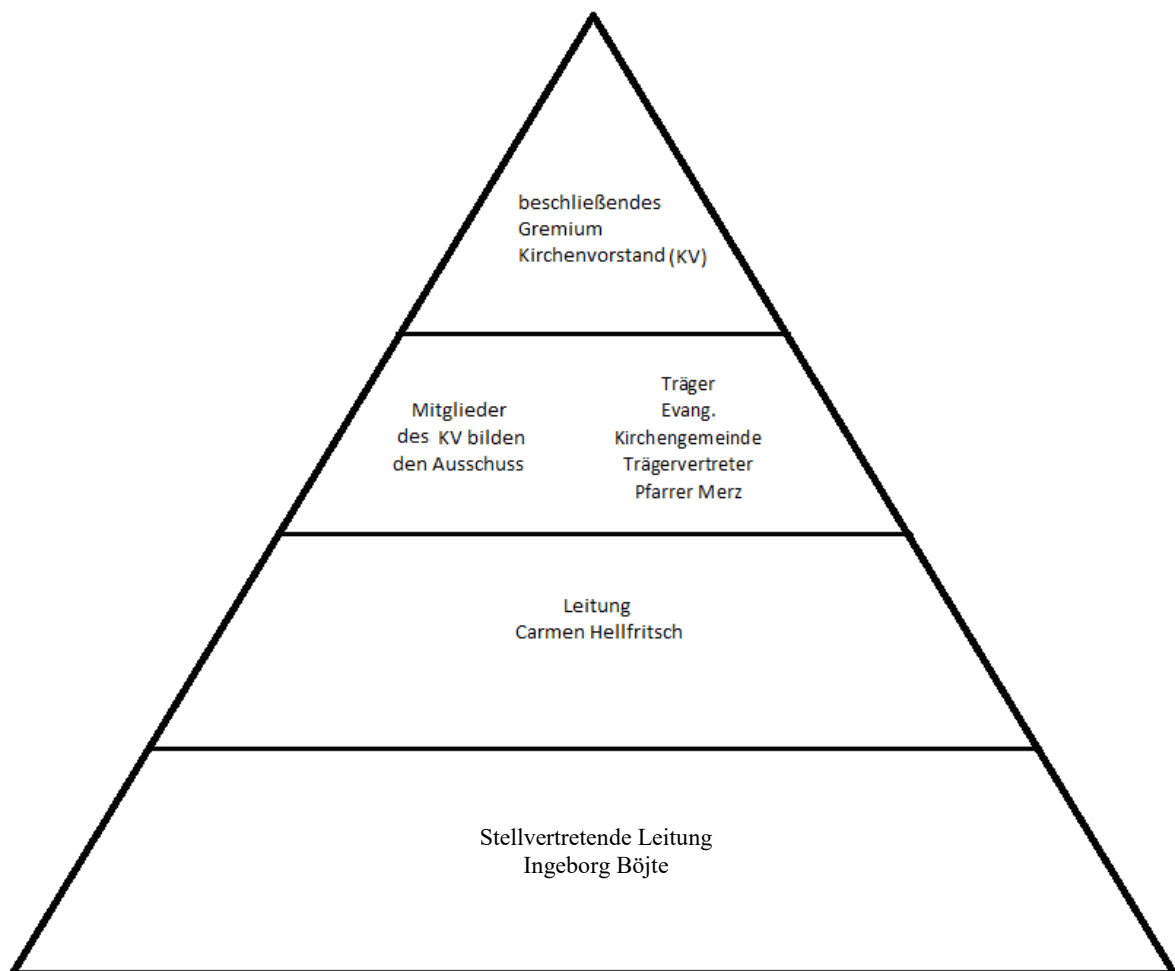 beschließendes
Gremium
Kirchenvorstand (KV)
Mitglieder
des KV bilden
den Ausschuss
Träger
Evang.
Kirchengemeinde
Trägervertreter
Pfarrer Merz
Leitung
Carmen Hellfritsch
Stellvertretende Leitung
Ingeborg Böjte